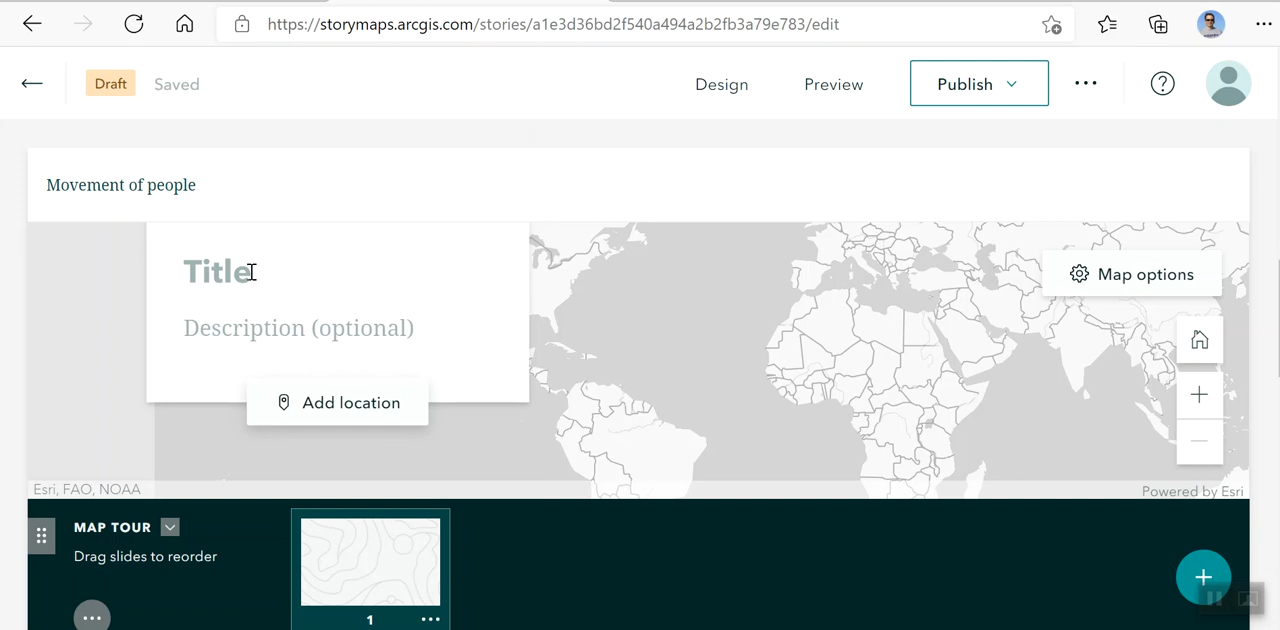 https://storymaps.arcgis.com/stories/a1e3d36bd2f540a494a2b2fb3a79e783/edit
Draft Saved Design Preview Publish
Movement of people
Title
Description (optional)
Map options
Add location
Esri, FAO, NOAA
Powered by Esri
MAP TOUR
Drag slides to reorder
1